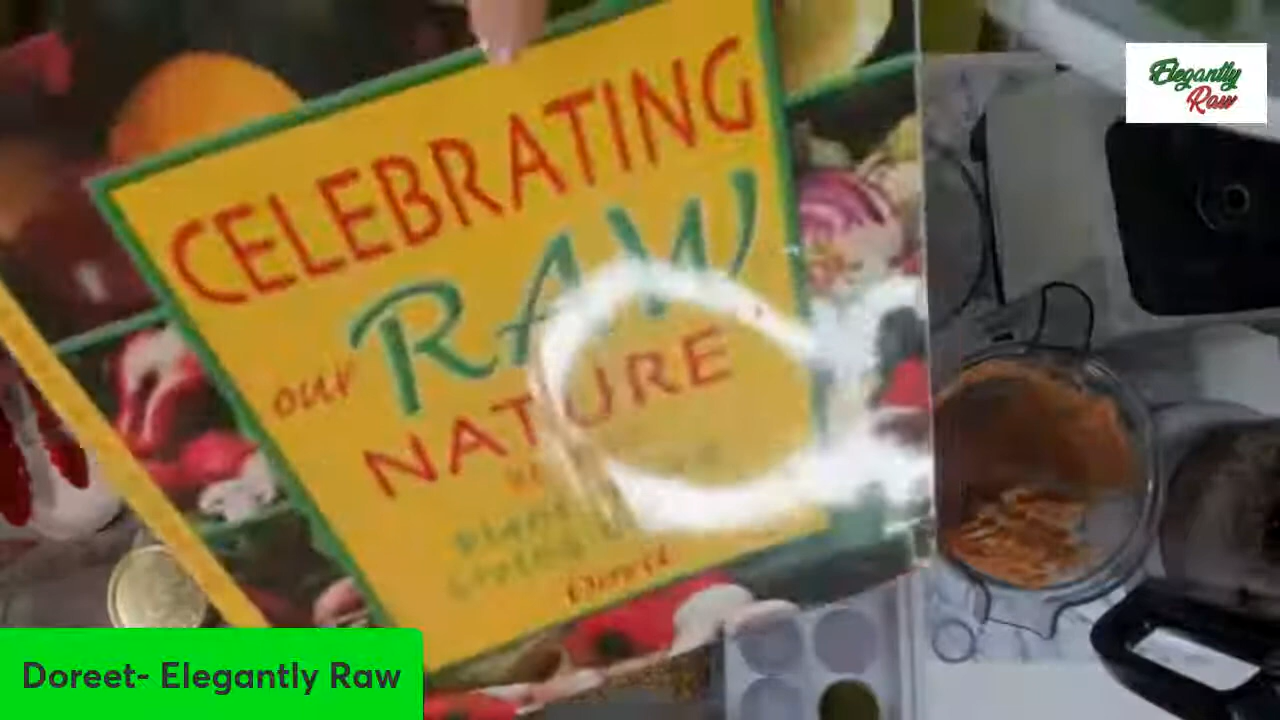 Elegantly
Raw
CELEBRATING
our RAW
NATURE
Doreet
Doreet- Elegantly Raw